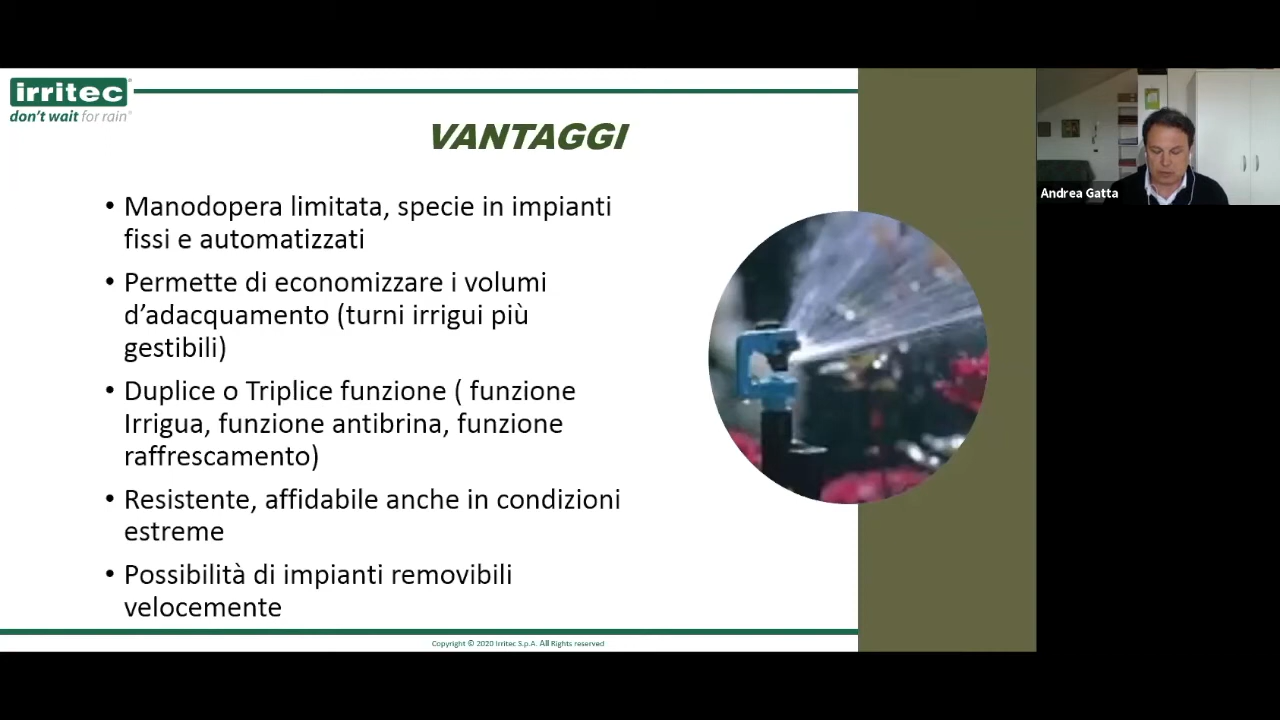 irritec
don't wait for rain
VANTAGGI
• Manodopera limitata, specie in impianti
fissi e automatizzati
• Permette di economizzare i volumi
d'adacquamento (turni irrigui più
gestibili)
• Duplice o Triplice funzione ( funzione
Irrigua, funzione antibrina, funzione
raffrescamento)
• Resistente, affidabile anche in condizioni
estreme
• Possibilità di impianti removibili
velocemente
Copyright © 2020 Irritec S.p.A. All Rights reserved
Andrea Gatta